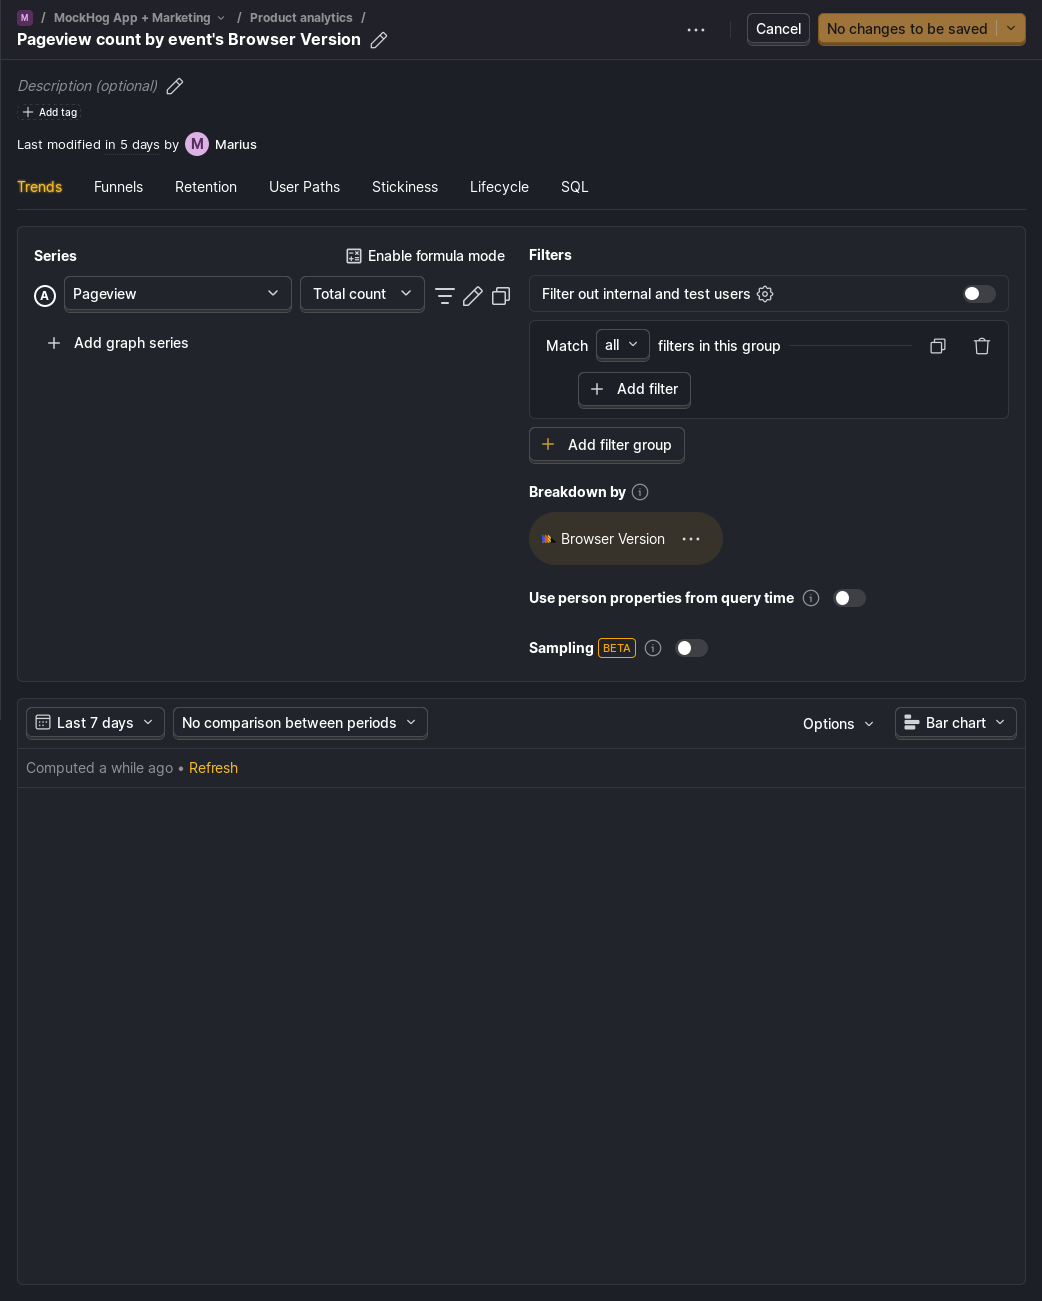 M / MockHog App + Marketing / Product analytics /
Pageview count by event's Browser Version
Cancel
No changes to be saved
Description (optional)
Add tag
Last modified in 5 days by M Marius
Trends Funnels Retention User Paths Stickiness Lifecycle SQL
Series
Enable formula mode
A Pageview Total count
Add graph series
Filters
Filter out internal and test users
Match all filters in this group
Add filter
Add filter group
Breakdown by
Browser Version
Use person properties from query time
Sampling BETA
Last 7 days No comparison between periods Options Bar chart
Computed a while ago • Refresh